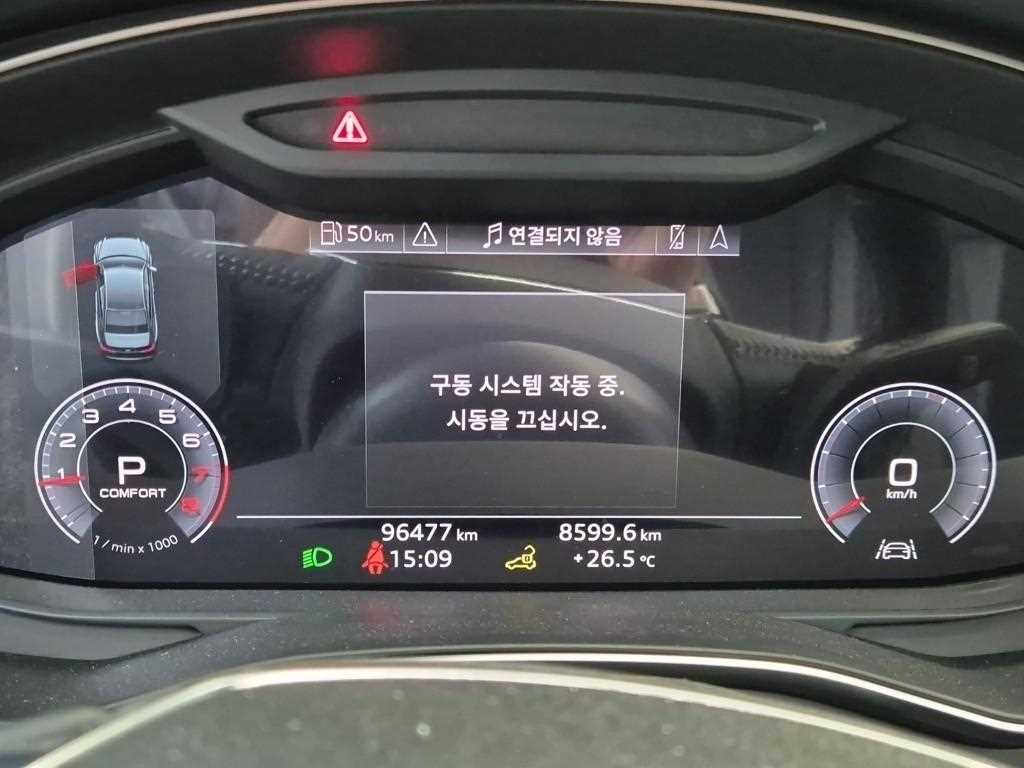 50 km
연결되지 않음
구동 시스템 작동 중.
시동을 끄십시오.
1 2 3 4 5 6 7 8
P
COMFORT
1 / min x 1000
0
km/h
96477 km
8599.6 km
15:09
+26.5 °C